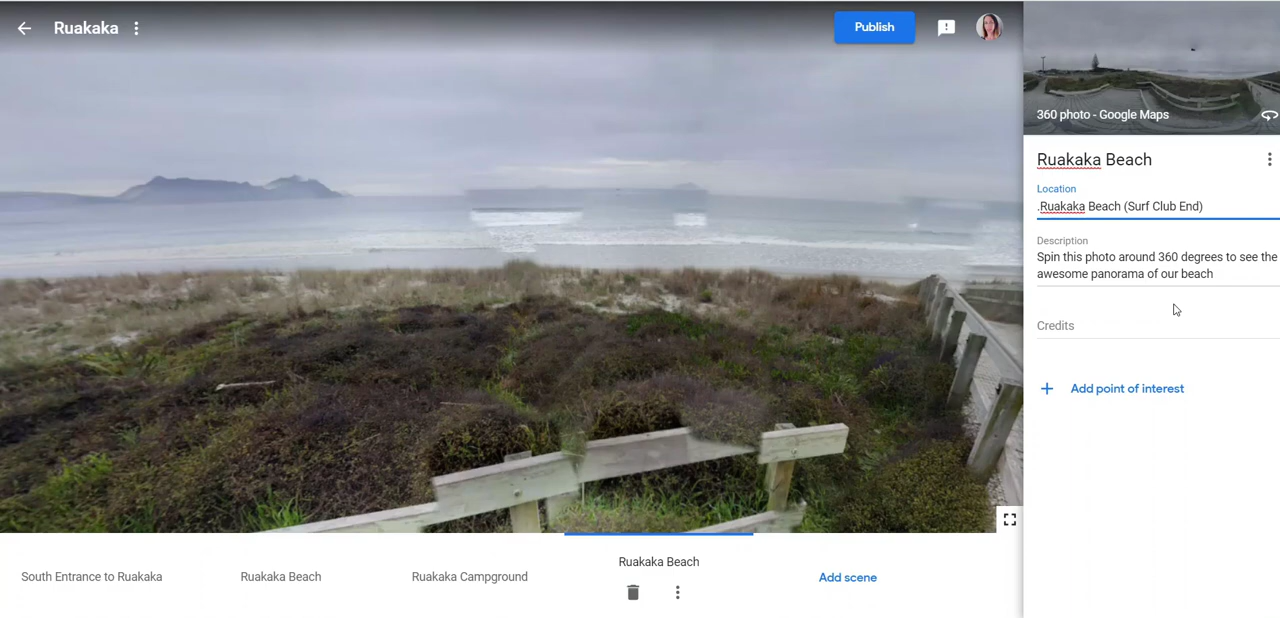 Ruakaka
Publish
360 photo - Google Maps
Ruakaka Beach
Location
.Ruakaka Beach (Surf Club End)
Description
Spin this photo around 360 degrees to see the
awesome panorama of our beach
Credits
+ Add point of interest
South Entrance to Ruakaka
Ruakaka Beach
Ruakaka Campground
Ruakaka Beach
Add scene